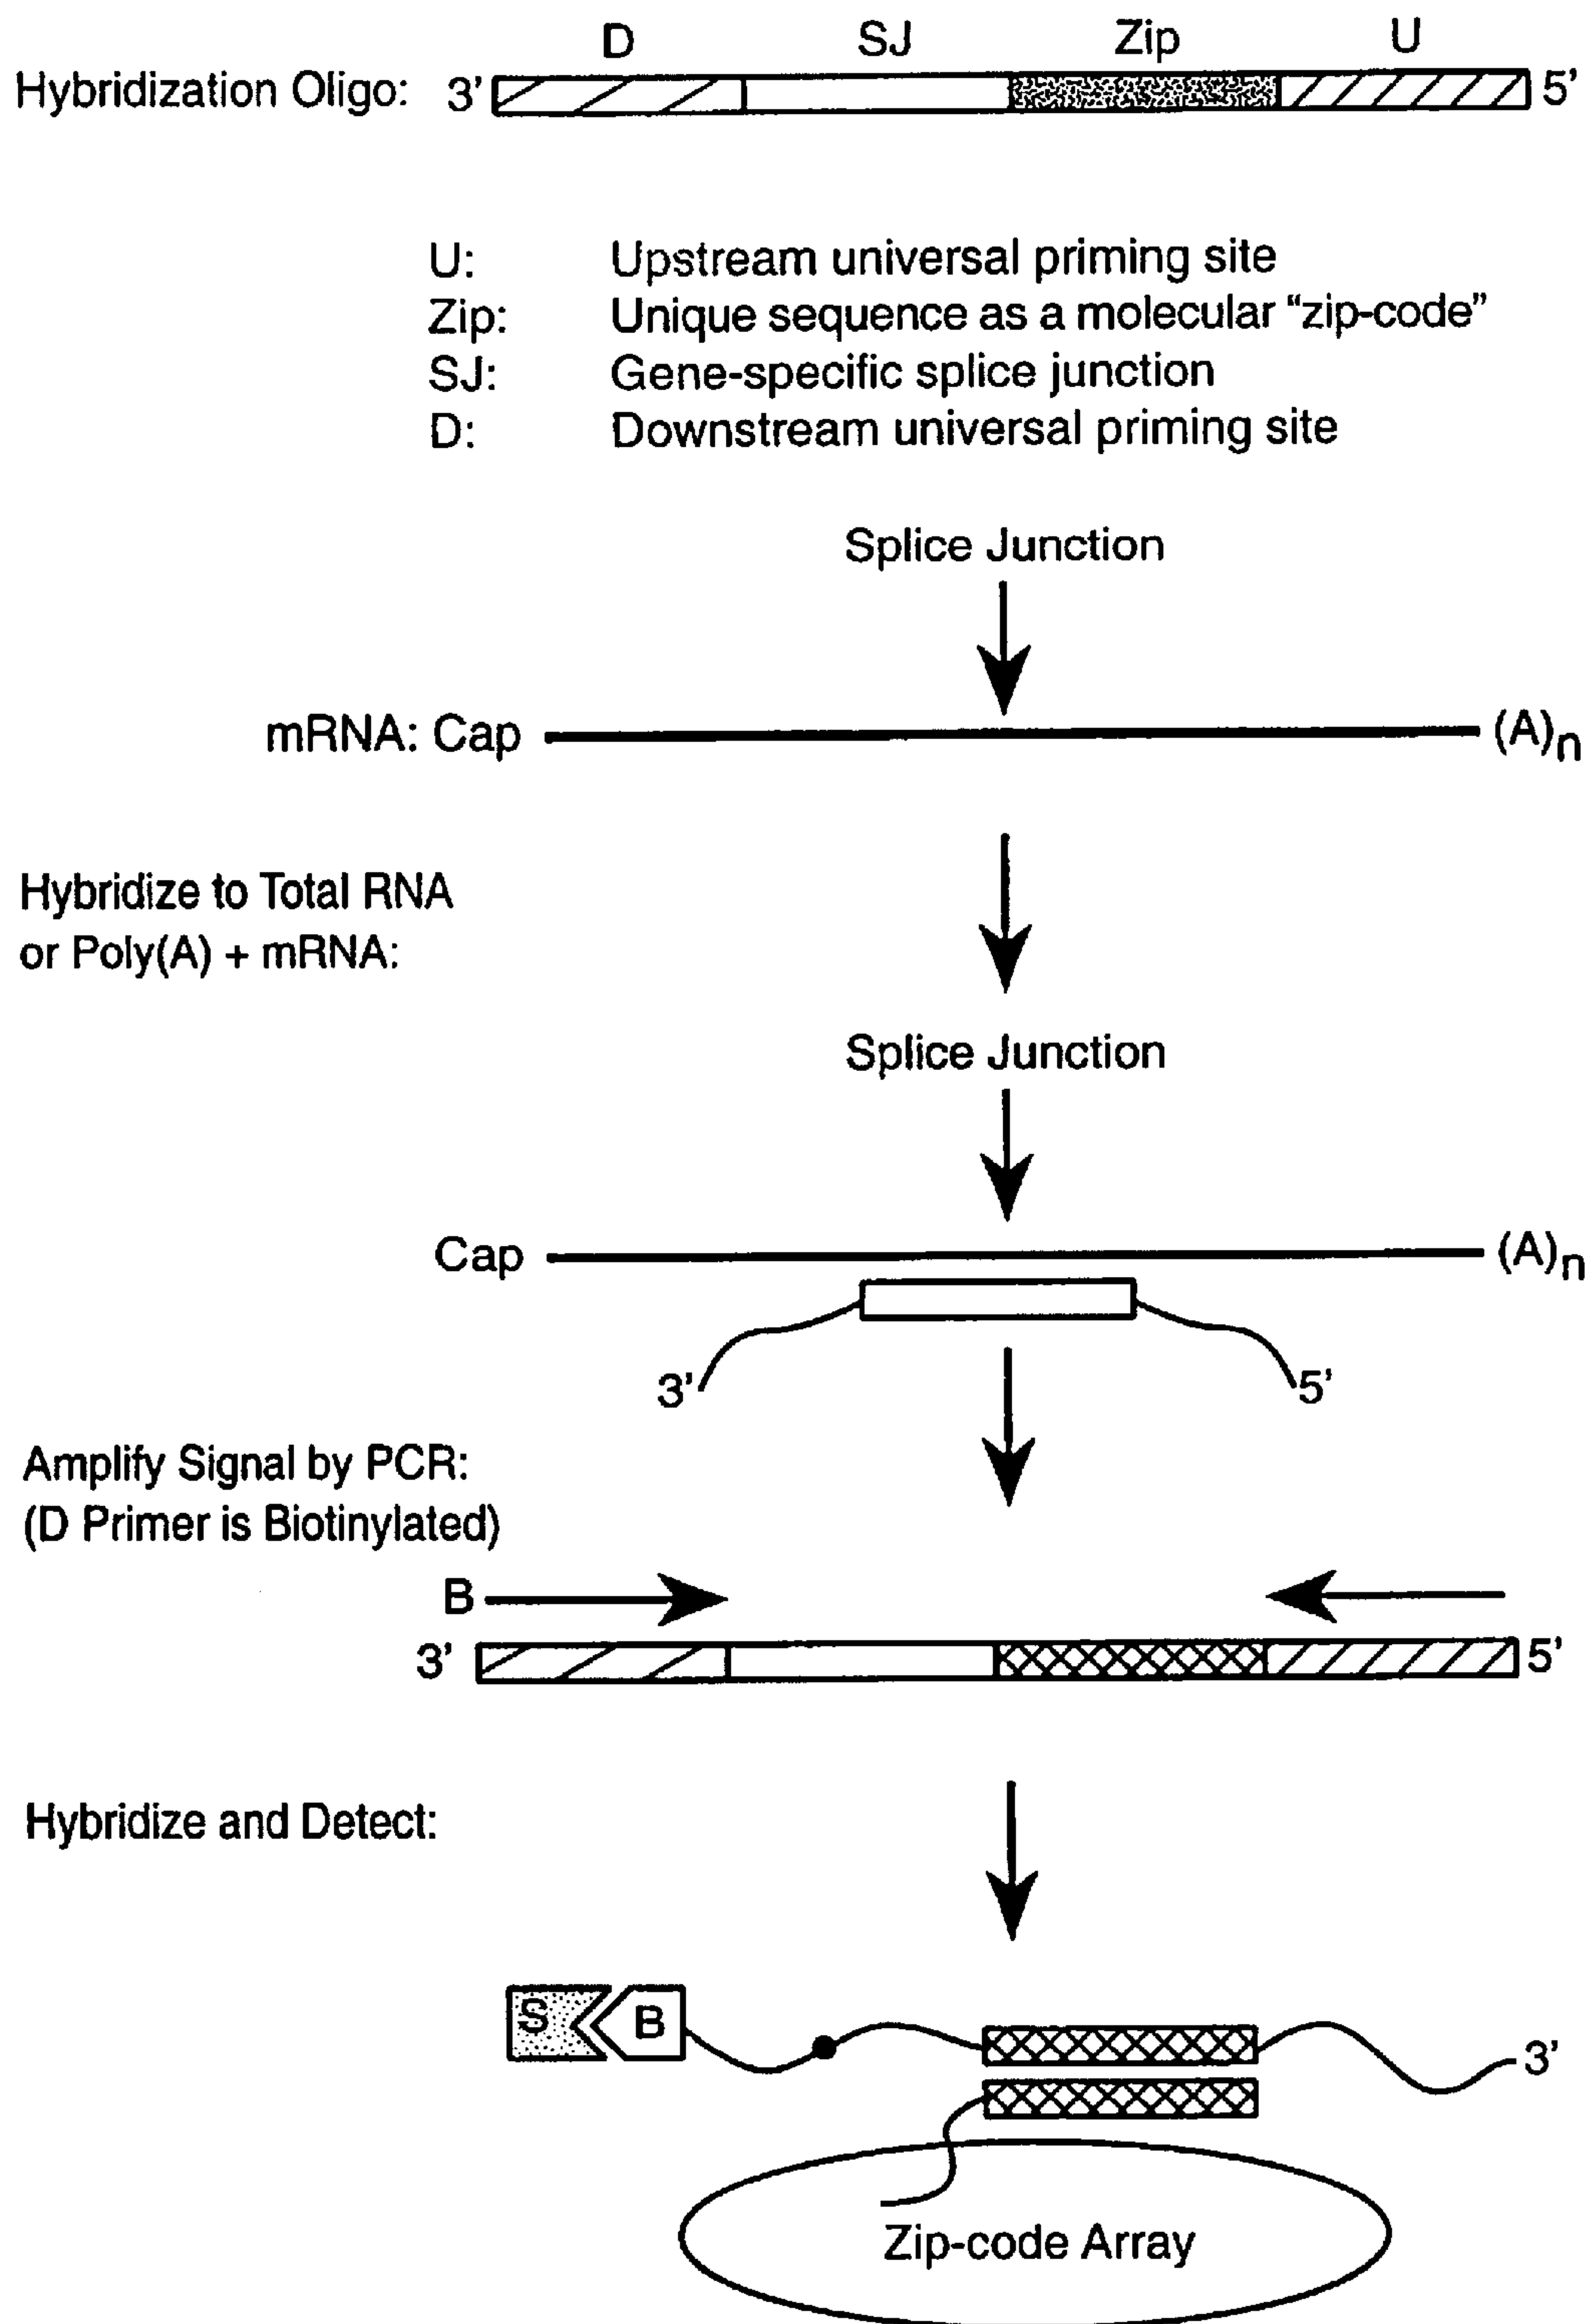 D SJ Zip U
Hybridization Oligo: 3’ 5’
U: Upstream universal priming site
Zip: Unique sequence as a molecular “zip-code”
SJ: Gene-specific splice junction
D: Downstream universal priming site
Splice Junction
mRNA: Cap (A)n
Hybridize to Total RNA
or Poly(A) + mRNA:
Splice Junction
Cap (A)n
3’ 5’
Amplify Signal by PCR:
(D Primer is Biotinylated)
B
3’ 5’
Hybridize and Detect:
S B 3’
Zip-code Array